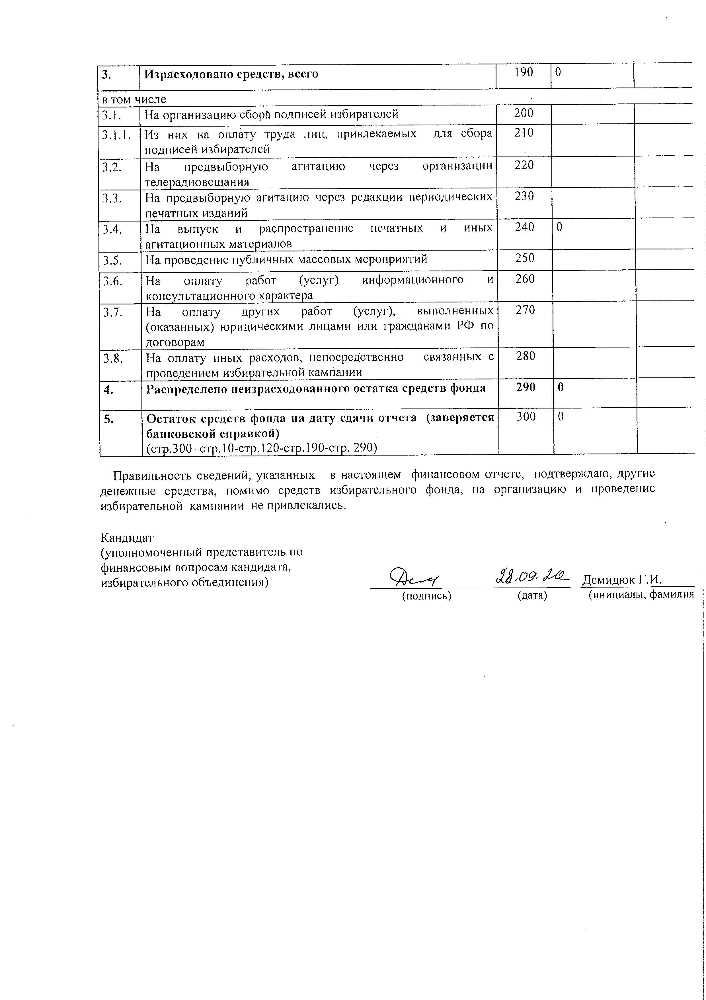 3. Израсходовано средств, всего 190 0
в том числе
3.1. На организацию сбора подписей избирателей 200
3.1.1. Из них на оплату труда лиц, привлекаемых для сбора 210
подписей избирателей
3.2. На предвыборную агитацию через организации 220
телерадиовещания
3.3. На предвыборную агитацию через редакции периодических 230
печатных изданий
3.4. На выпуск и распространение печатных и иных 240 0
агитационных материалов
3.5. На проведение публичных массовых мероприятий 250
3.6. На оплату работ (услуг) информационного и 260
консультационного характера
3.7. На оплату других работ (услуг), выполненных 270
(оказанных) юридическими лицами или гражданами РФ по
договорам
3.8. На оплату иных расходов, непосредственно связанных с 280
проведением избирательной кампании
4. Распределено неизрасходованного остатка средств фонда 290 0
5. Остаток средств фонда на дату сдачи отчета (заверяется 300 0
банковской справкой)
(стр.300=стр.10-стр.120-стр.190-стр. 290)
Правильность сведений, указанных в настоящем финансовом отчете, подтверждаю, другие
денежные средства, помимо средств избирательного фонда, на организацию и проведение
избирательной кампании не привлекались.
Кандидат
(уполномоченный представитель по
финансовым вопросам кандидата,
избирательного объединения)
Демидюк Г.И.
(подпись) (дата) (инициалы, фамилия